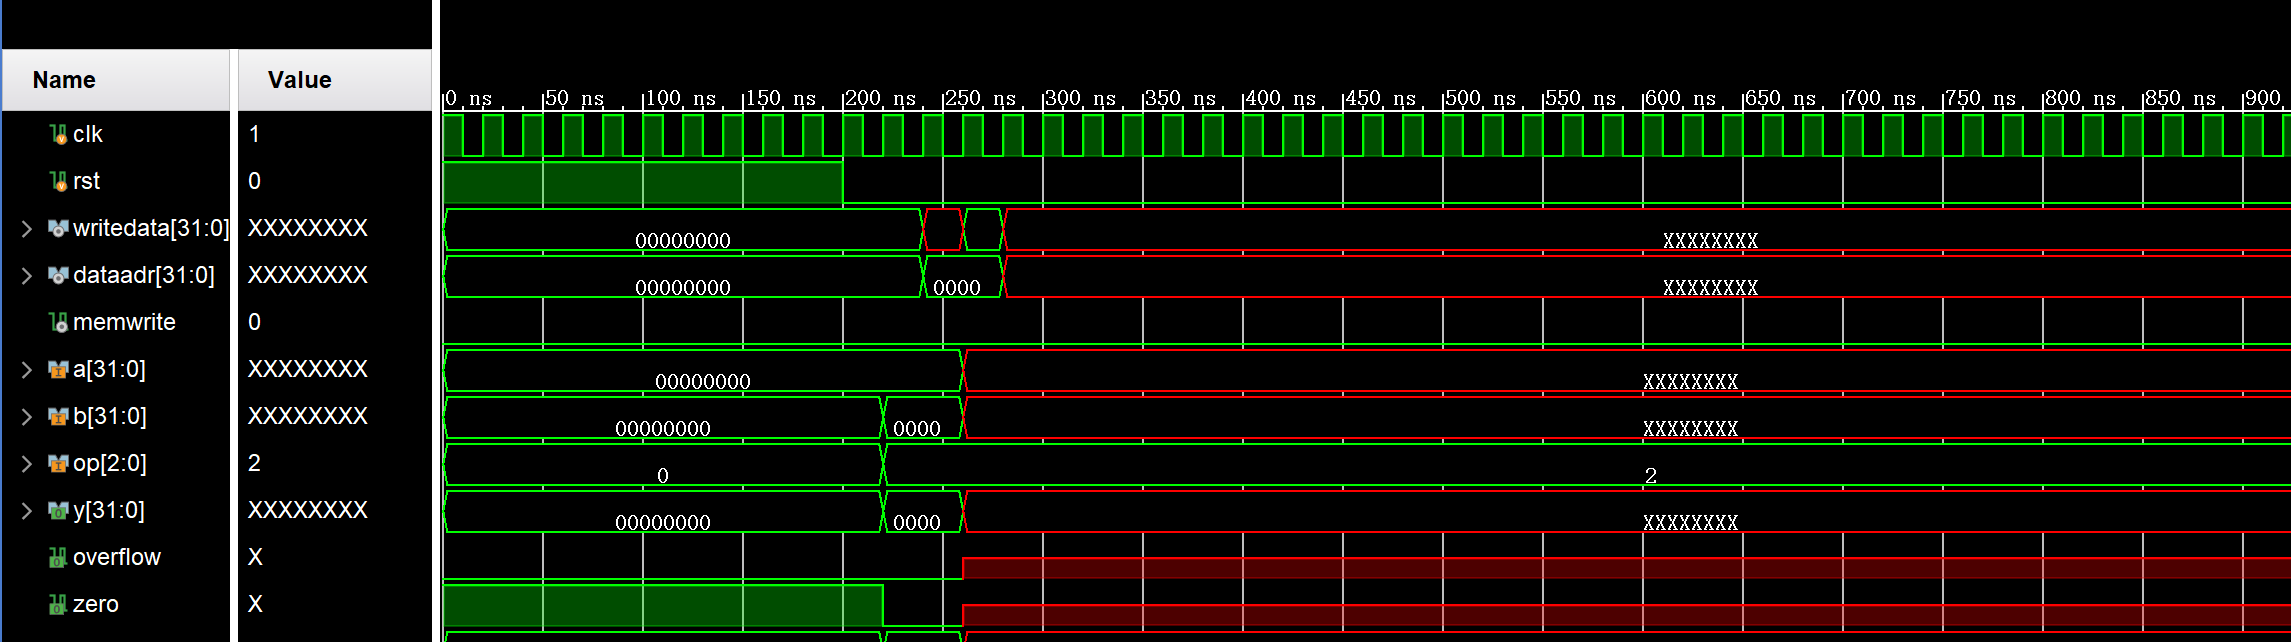 Name Value
0 ns 50 ns 100 ns 150 ns 200 ns 250 ns 300 ns 350 ns 400 ns 450 ns 500 ns 550 ns 600 ns 650 ns 700 ns 750 ns 800 ns 850 ns 900
clk 1
rst 0
writedata[31:0] XXXXXXXX 00000000 XXXXXXXX
dataadr[31:0] XXXXXXXX 00000000 0000 XXXXXXXX
memwrite 0
a[31:0] XXXXXXXX 00000000 XXXXXXXX
b[31:0] XXXXXXXX 00000000 0000 XXXXXXXX
op[2:0] 2 0 2
y[31:0] XXXXXXXX 00000000 0000 XXXXXXXX
overflow X
zero X